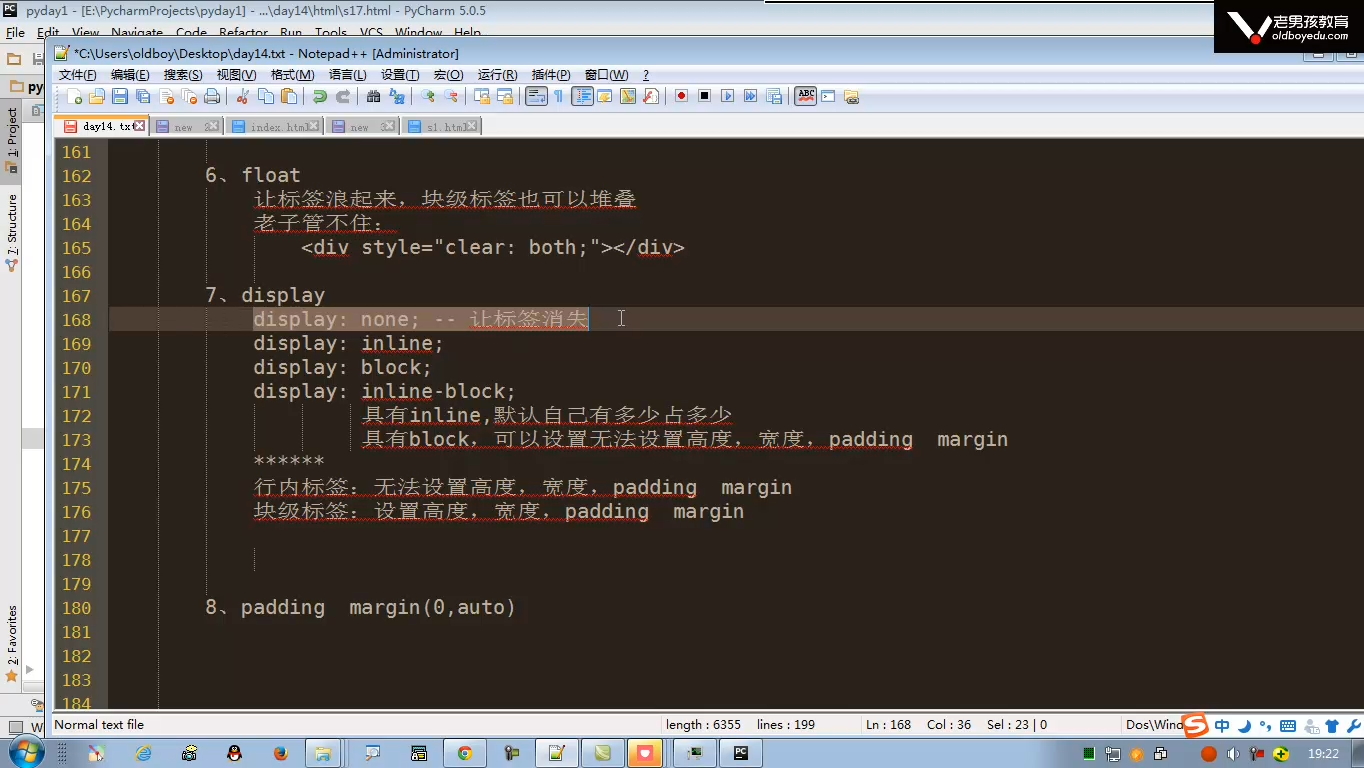 pyday1 - [E:\PycharmProjects\pyday1] - ...\day14\html\s17.html - PyCharm 5.0.5
File Edit View Navigate Code Refactor Run Tools VCS Window Help
老男孩教育
oldboyedu.com
*C:\Users\oldboy\Desktop\day14.txt - Notepad++ [Administrator]
文件(F) 编辑(E) 搜索(S) 视图(V) 格式(M) 语言(L) 设置(T) 宏(O) 运行(R) 插件(P) 窗口(W) ?
day14.txt new 2 index.html new 3 s1.html
py
1: Project
7: Structure
2: Favorites
161
162 6、float
163 让标签浪起来，块级标签也可以堆叠
164 老子管不住：
165 <div style="clear: both;"></div>
166
167 7、display
168 display: none; -- 让标签消失
169 display: inline;
170 display: block;
171 display: inline-block;
172 具有inline,默认自己有多少占多少
173 具有block，可以设置无法设置高度，宽度，padding margin
174 ******
175 行内标签：无法设置高度，宽度，padding margin
176 块级标签：设置高度，宽度，padding margin
177
178
179
180 8、padding margin(0,auto)
181
182
183
184
Normal text file length : 6355 lines : 199 Ln : 168 Col : 36 Sel : 23 | 0 Dos\Wind
中
19:22